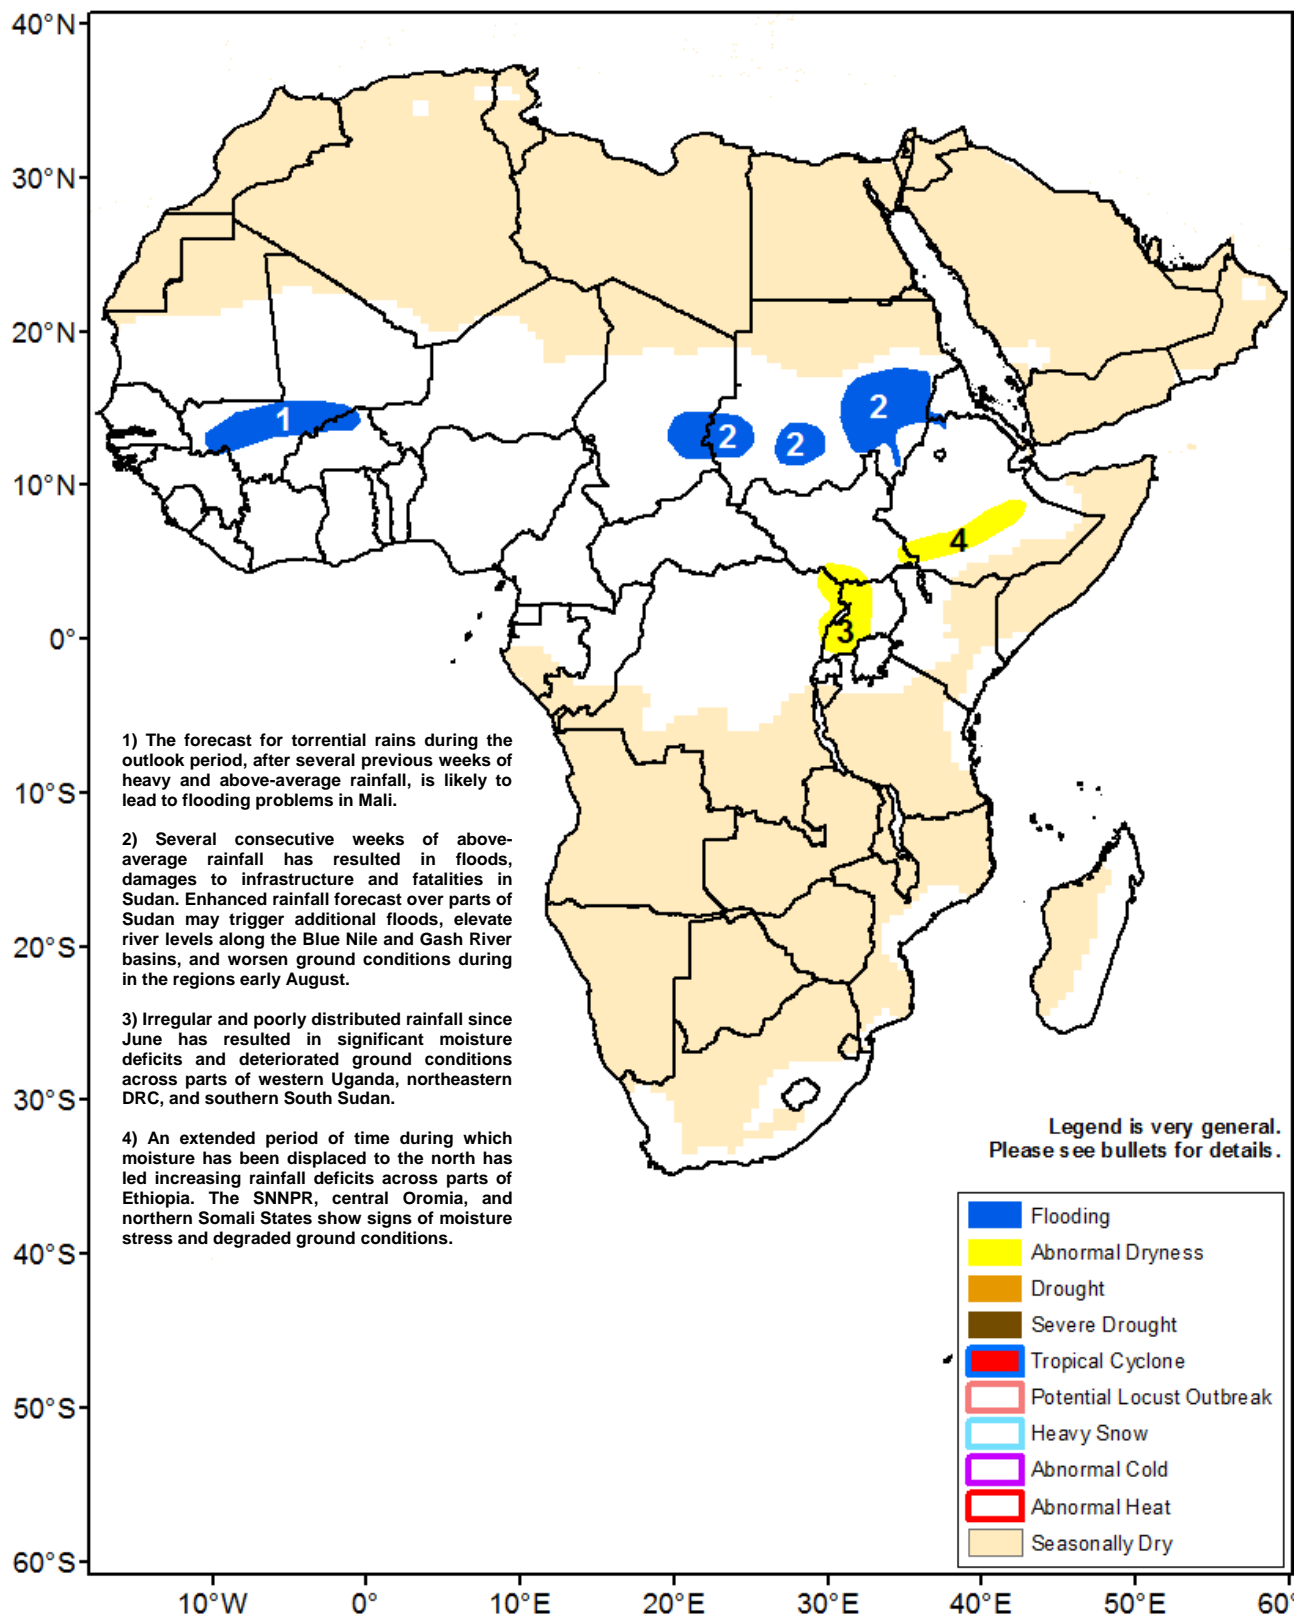 40°N
30°N
20°N
10°N
0°
10°S
20°S
30°S
40°S
50°S
60°S
1
2
2
2
4
3
1) The forecast for torrential rains during the
outlook period, after several previous weeks of
heavy and above-average rainfall, is likely to
lead to flooding problems in Mali.
2) Several consecutive weeks of above-
average rainfall has resulted in floods,
damages to infrastructure and fatalities in
Sudan. Enhanced rainfall forecast over parts of
Sudan may trigger additional floods, elevate
river levels along the Blue Nile and Gash River
basins, and worsen ground conditions during
in the regions early August.
3) Irregular and poorly distributed rainfall since
June has resulted in significant moisture
deficits and deteriorated ground conditions
across parts of western Uganda, northeastern
DRC, and southern South Sudan.
4) An extended period of time during which
moisture has been displaced to the north has
led increasing rainfall deficits across parts of
Ethiopia. The SNNPR, central Oromia, and
northern Somali States show signs of moisture
stress and degraded ground conditions.
Legend is very general.
Please see bullets for details.
Flooding
Abnormal Dryness
Drought
Severe Drought
Tropical Cyclone
Potential Locust Outbreak
Heavy Snow
Abnormal Cold
Abnormal Heat
Seasonally Dry
10°W 0° 10°E 20°E 30°E 40°E 50°E 60°